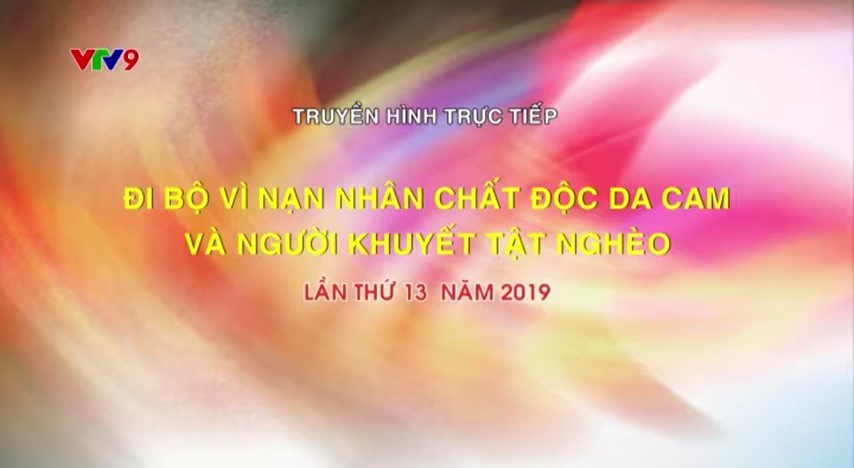 VTV9
TRUYỀN HÌNH TRỰC TIẾP
ĐI BỘ VÌ NẠN NHÂN CHẤT ĐỘC DA CAM
VÀ NGƯỜI KHUYẾT TẬT NGHÈO
LẦN THỨ 13 NĂM 2019